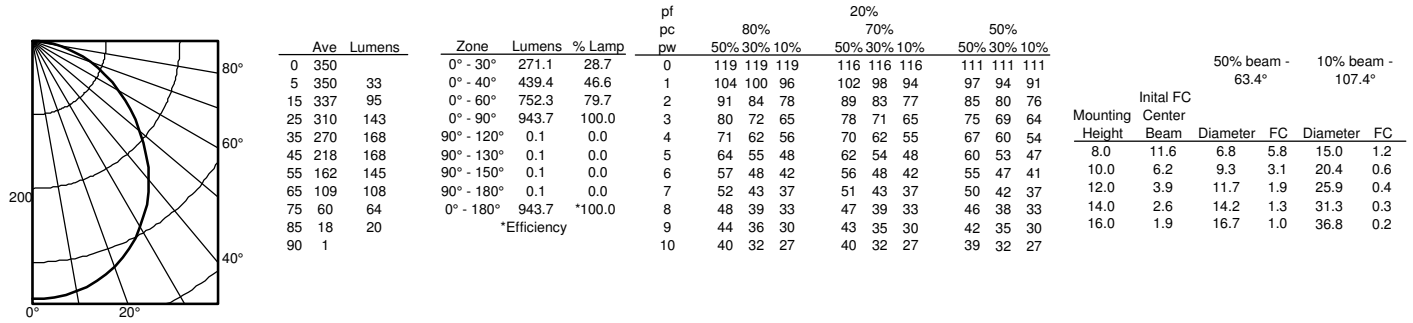 80°
60°
40°
200
0° 20°
Ave Lumens
0 350
5 350 33
15 337 95
25 310 143
35 270 168
45 218 168
55 162 145
65 109 108
75 60 64
85 18 20
90 1
Zone Lumens % Lamp
0° - 30° 271.1 28.7
0° - 40° 439.4 46.6
0° - 60° 752.3 79.7
0° - 90° 943.7 100.0
90° - 120° 0.1 0.0
90° - 130° 0.1 0.0
90° - 150° 0.1 0.0
90° - 180° 0.1 0.0
0° - 180° 943.7 *100.0
*Efficiency
pf 20%
pc 80% 70% 50%
pw 50% 30% 10% 50% 30% 10% 50% 30% 10%
0 119 119 119 116 116 116 111 111 111
1 104 100 96 102 98 94 97 94 91
2 91 84 78 89 83 77 85 80 76
3 80 72 65 78 71 65 75 69 64
4 71 62 56 70 62 55 67 60 54
5 64 55 48 62 54 48 60 53 47
6 57 48 42 56 48 42 55 47 41
7 52 43 37 51 43 37 50 42 37
8 48 39 33 47 39 33 46 38 33
9 44 36 30 43 35 30 42 35 30
10 40 32 27 40 32 27 39 32 27
50% beam - 10% beam -
63.4° 107.4°
Inital FC
Mounting Center
Height Beam Diameter FC Diameter FC
8.0 11.6 6.8 5.8 15.0 1.2
10.0 6.2 9.3 3.1 20.4 0.6
12.0 3.9 11.7 1.9 25.9 0.4
14.0 2.6 14.2 1.3 31.3 0.3
16.0 1.9 16.7 1.0 36.8 0.2